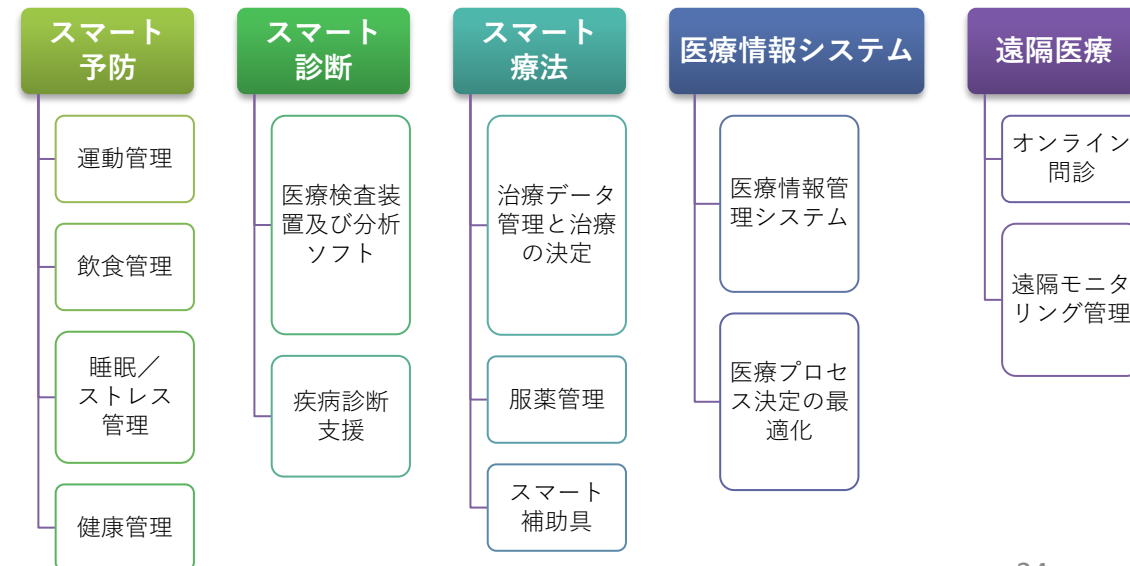 スマート
予防
運動管理
飲食管理
睡眠／
ストレス
管理
健康管理
スマート
診断
医療検査装
置及び分析
ソフト
疾病診断
支援
スマート
療法
治療データ
管理と治療
の決定
服薬管理
スマート
補助具
医療情報システム
医療情報管
理システム
医療プロセ
ス決定の最
適化
遠隔医療
オンライン
問診
遠隔モニタ
リング管理